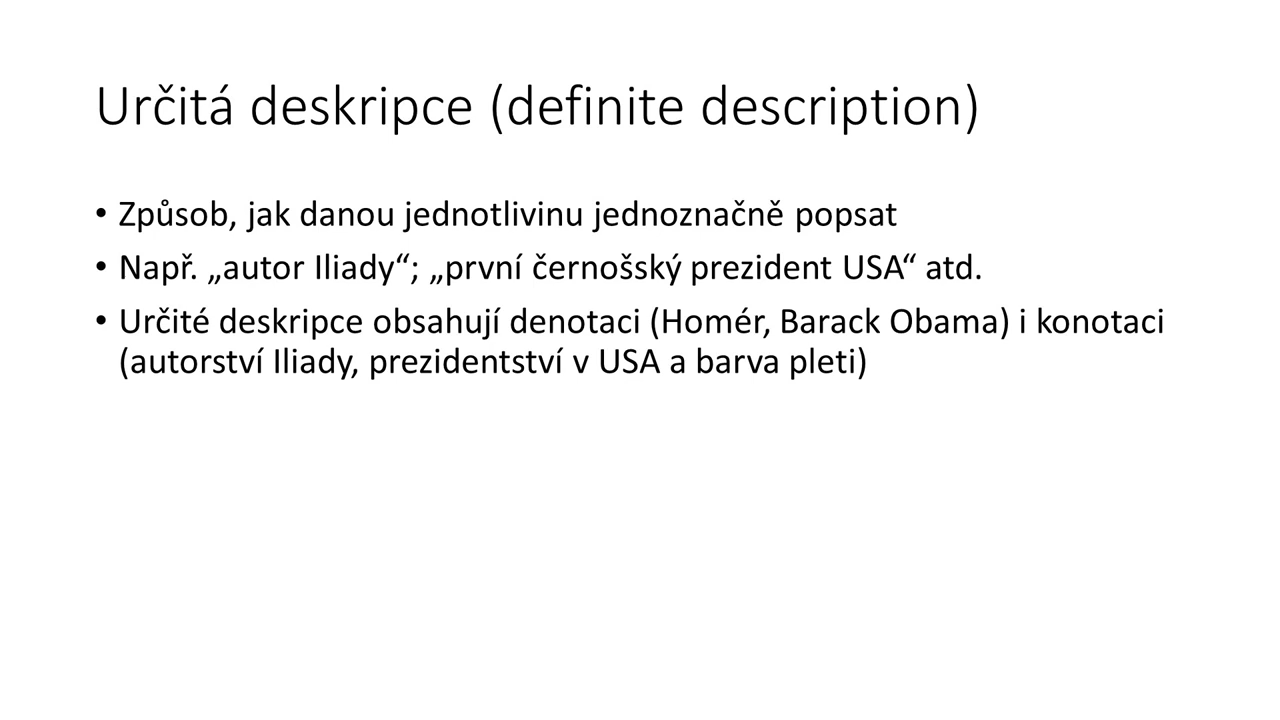 Určitá deskripce (definite description)
• Způsob, jak danou jednotlivinu jednoznačně popsat
• Např. „autor Iliady“; „první černošský prezident USA“ atd.
• Určité deskripce obsahují denotaci (Homér, Barack Obama) i konotaci
(autorství Iliady, prezidentství v USA a barva pleti)